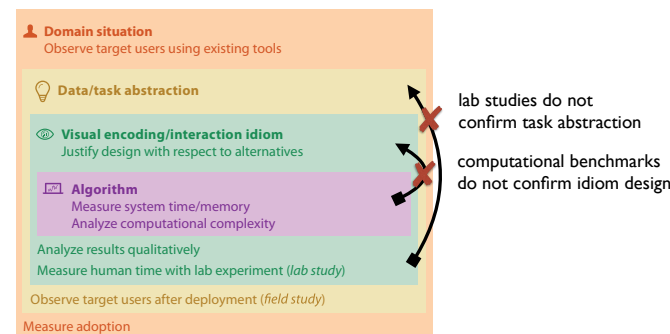 Domain situation
Observe target users using existing tools
Data/task abstraction
Visual encoding/interaction idiom
Justify design with respect to alternatives
Algorithm
Measure system time/memory
Analyze computational complexity
Analyze results qualitatively
Measure human time with lab experiment (lab study)
Observe target users after deployment (field study)
Measure adoption
lab studies do not
confirm task abstraction
computational benchmarks
do not confirm idiom design